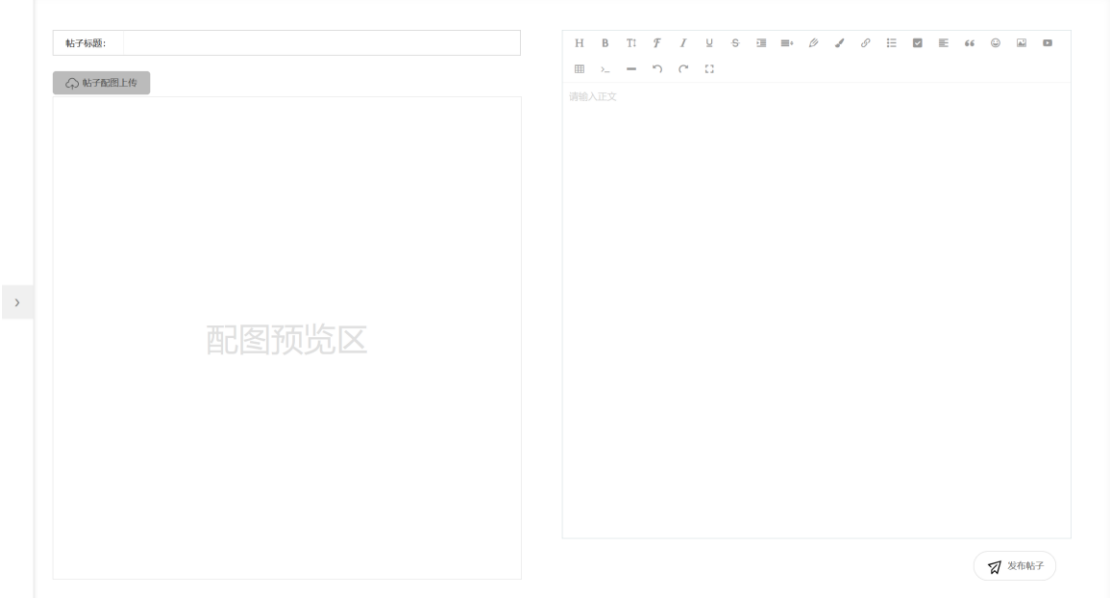 帖子标题:
帖子配图上传
配图预览区
请输入正文
发布帖子